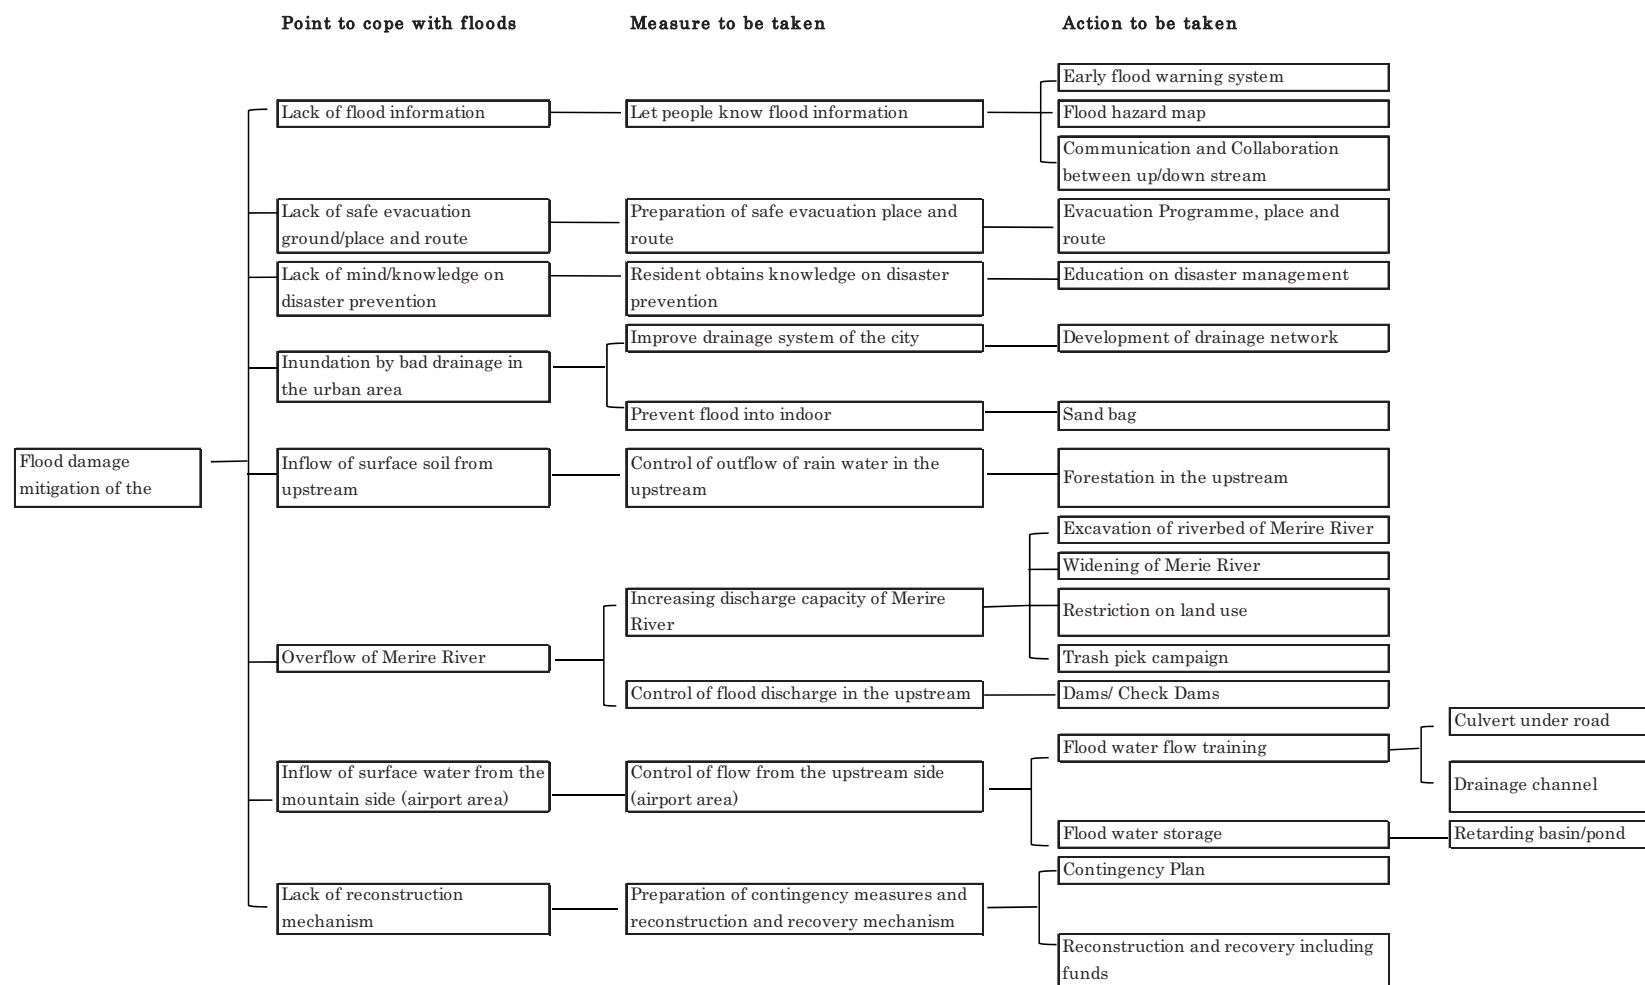 Point to cope with floods
Measure to be taken
Action to be taken
Early flood warning system
Lack of flood information
Let people know flood information
Flood hazard map
Communication and Collaboration
between up/down stream
Lack of safe evacuation
ground/place and route
Preparation of safe evacuation place and
route
Evacuation Programme, place and
route
Lack of mind/knowledge on
disaster prevention
Resident obtains knowledge on disaster
prevention
Education on disaster management
Inundation by bad drainage in
the urban area
Improve drainage system of the city
Development of drainage network
Prevent flood into indoor
Sand bag
Flood damage
mitigation of the
Inflow of surface soil from
upstream
Control of outflow of rain water in the
upstream
Forestation in the upstream
Overflow of Merire River
Increasing discharge capacity of Merire
River
Excavation of riverbed of Merire River
Widening of Merie River
Restriction on land use
Trash pick campaign
Control of flood discharge in the upstream
Dams/ Check Dams
Inflow of surface water from the
mountain side (airport area)
Control of flow from the upstream side
(airport area)
Flood water flow training
Culvert under road
Drainage channel
Flood water storage
Retarding basin/pond
Lack of reconstruction
mechanism
Preparation of contingency measures and
reconstruction and recovery mechanism
Contingency Plan
Reconstruction and recovery including
funds